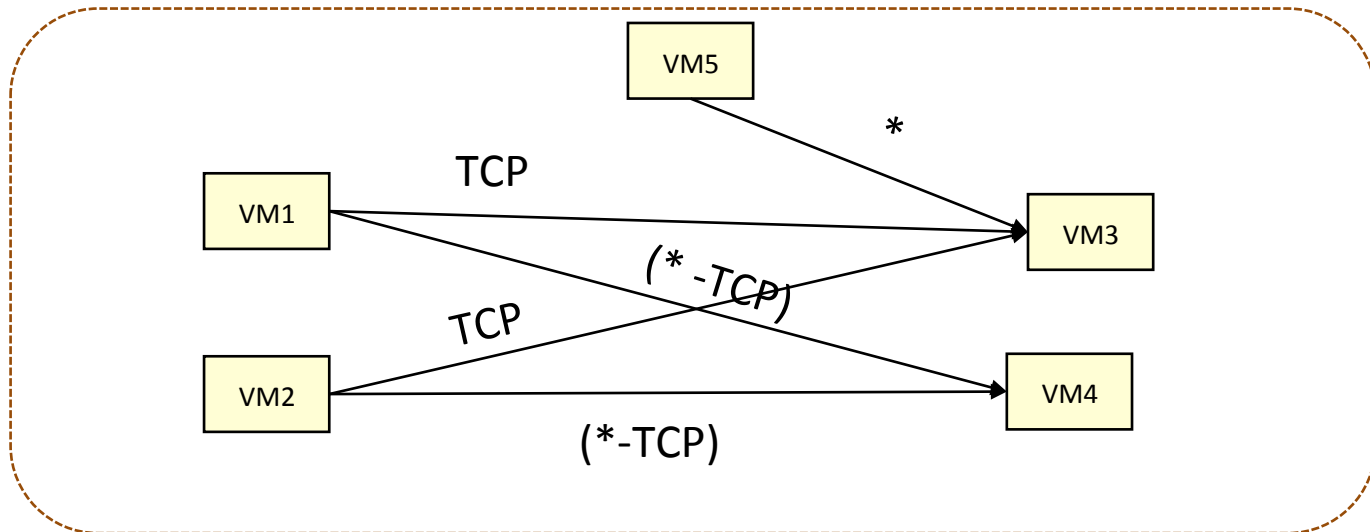 VM5
*
TCP
VM1
VM3
(* -TCP)
TCP
VM2
VM4
(*-TCP)